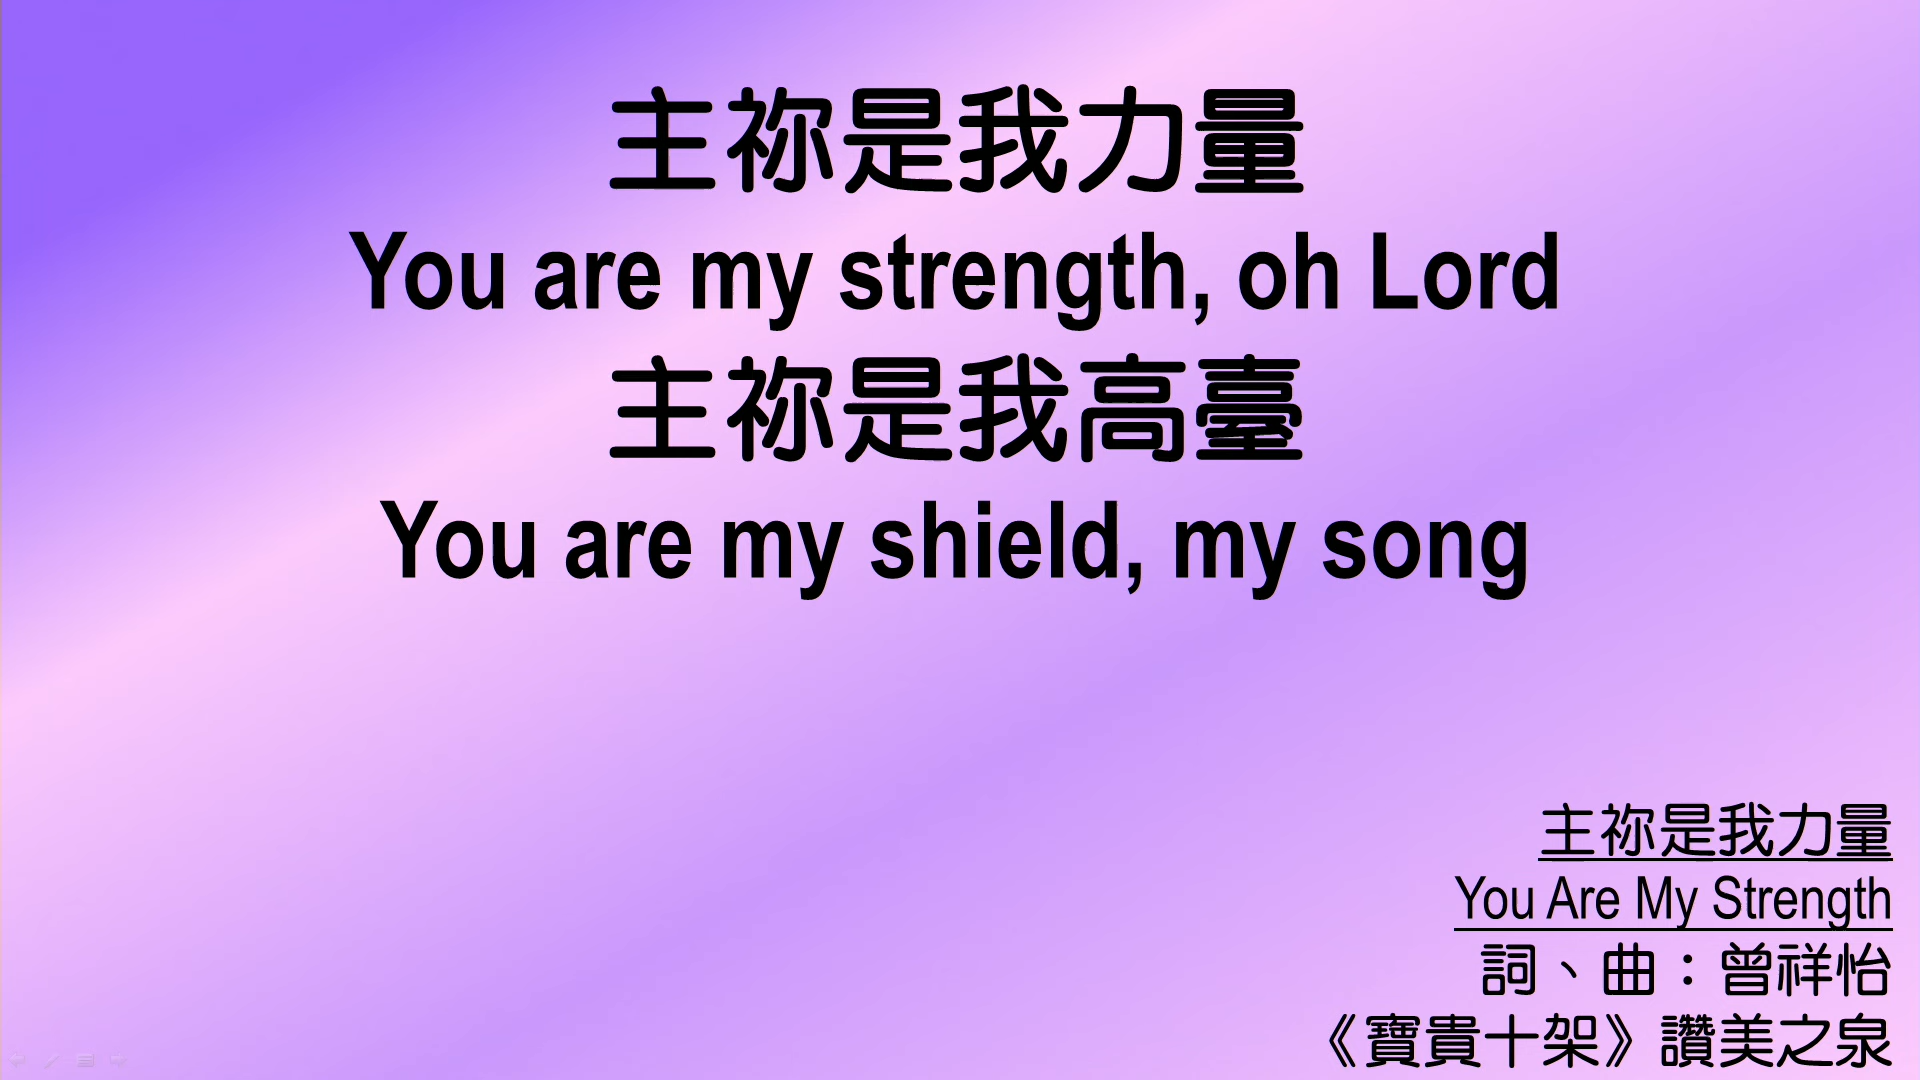 主祢是我力量
You are my strength, oh Lord
主祢是我高臺
You are my shield, my song
主祢是我力量
You Are My Strength
詞、曲：曾祥怡
《寶貴十架》讚美之泉